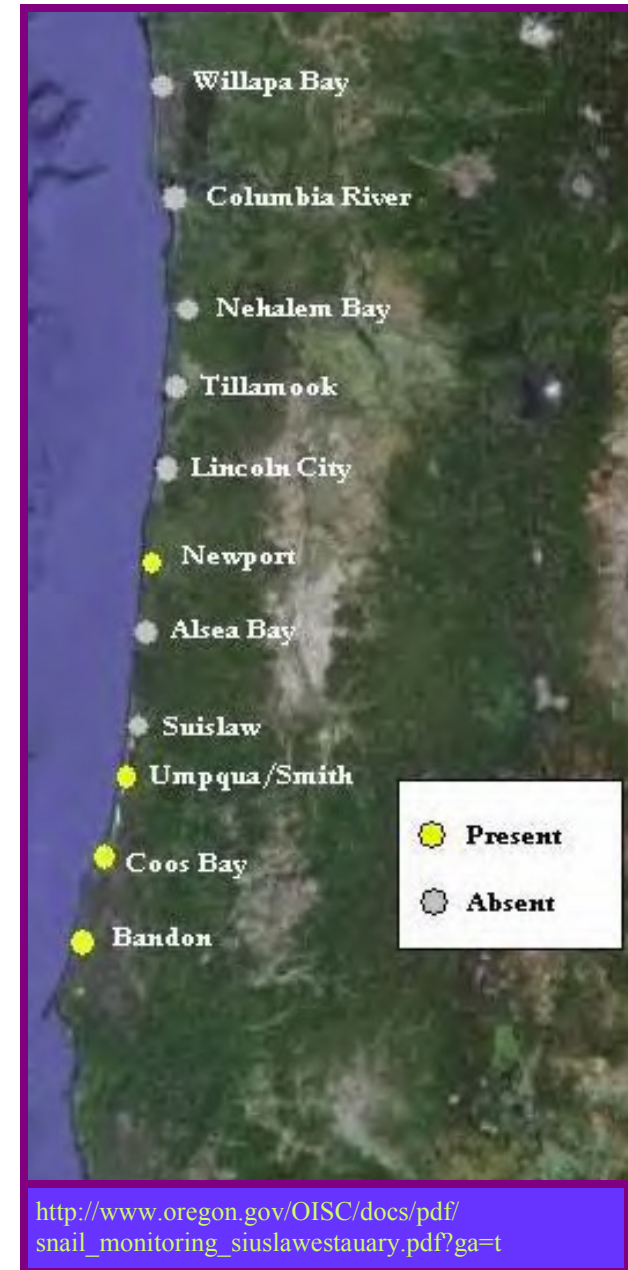 Willapa Bay
Columbia River
Nehalem Bay
Tillamook
Lincoln City
Newport
Alsea Bay
Suislaw
Umpqua/Smith
Coos Bay
Bandon
Present
Absent
http://www.oregon.gov/OISC/docs/pdf/
snail_monitoring_siuslawestauary.pdf?ga=t